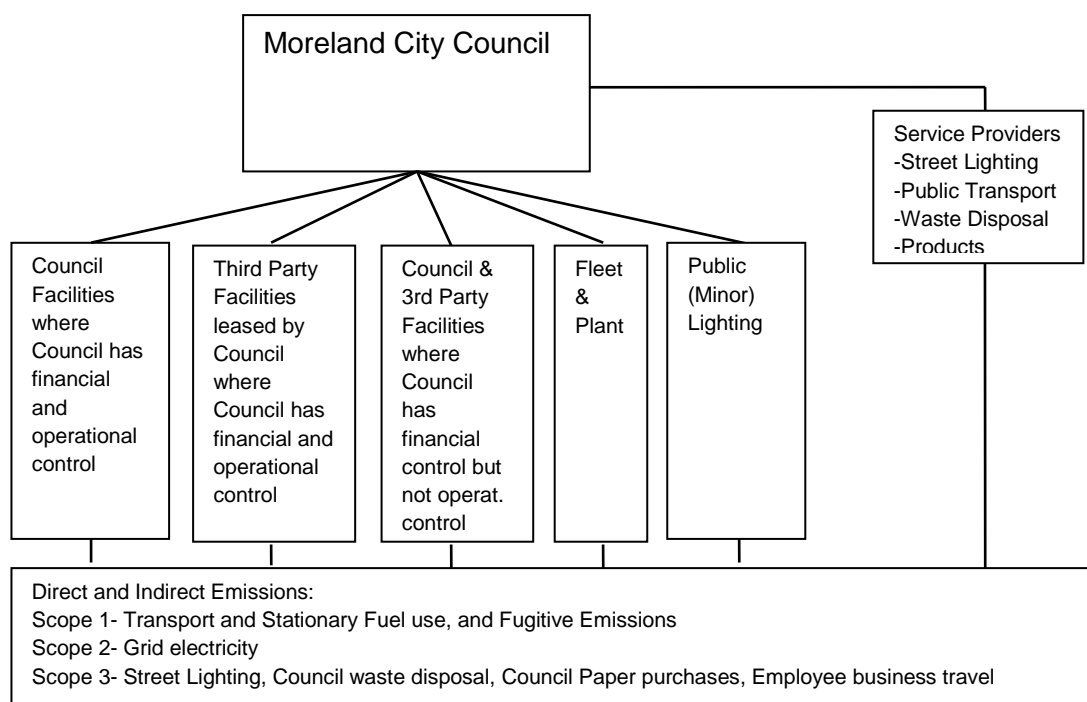 Moreland City Council
Service Providers
-Street Lighting
-Public Transport
-Waste Disposal
-Products
Council
Facilities
where
Council has
financial
and
operational
control
Third Party
Facilities
leased by
Council
where
Council has
financial and
operational
control
Council &
3rd Party
Facilities
where
Council
has
financial
control but
not operat.
control
Fleet
&
Plant
Public
(Minor)
Lighting
Direct and Indirect Emissions:
Scope 1- Transport and Stationary Fuel use, and Fugitive Emissions
Scope 2- Grid electricity
Scope 3- Street Lighting, Council waste disposal, Council Paper purchases, Employee business travel